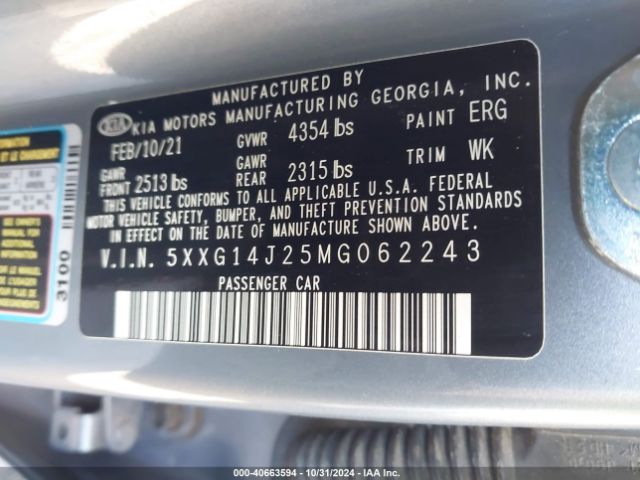 MANUFACTURED BY
KIA KIA MOTORS MANUFACTURING GEORGIA, INC.
FEB/10/21 GVWR 4354 lbs PAINT ERG
GAWR FRONT 2513 lbs GAWR REAR 2315 lbs TRIM WK
THIS VEHICLE CONFORMS TO ALL APPLICABLE U.S.A. FEDERAL
MOTOR VEHICLE SAFETY, BUMPER, AND THEFT PREVENTION STANDARDS
IN EFFECT ON THE DATE OF MANUFACTURE SHOWN ABOVE.
V.I.N. 5XXG14J25MG062243
PASSENGER CAR
3100
000-40663594 - 10/31/2024 - IAA Inc.